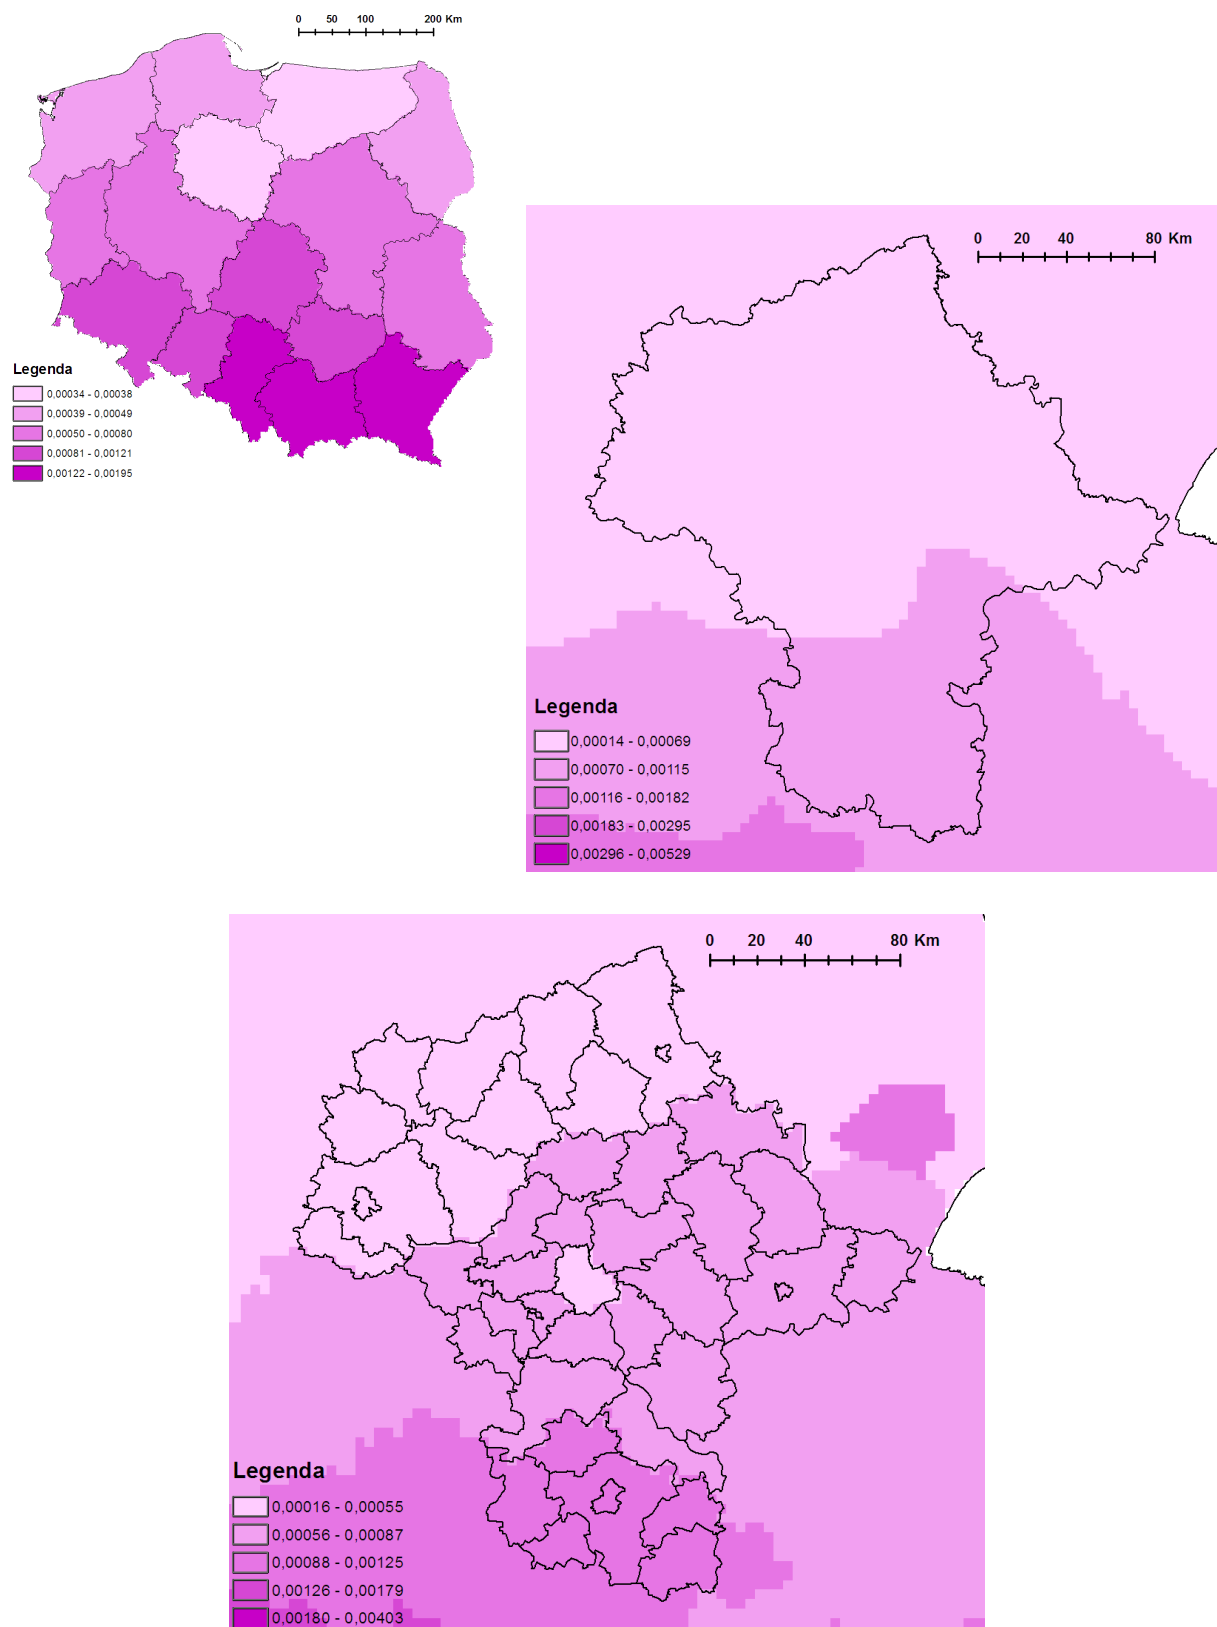 0 50 100 200 Km
Legenda
0,00034 - 0,00038
0,00039 - 0,00049
0,00050 - 0,00080
0,00081 - 0,00121
0,00122 - 0,00195
0 20 40 80 Km
Legenda
0,00014 - 0,00069
0,00070 - 0,00115
0,00116 - 0,00182
0,00183 - 0,00295
0,00296 - 0,00529
0 20 40 80 Km
Legenda
0,00016 - 0,00055
0,00056 - 0,00087
0,00088 - 0,00125
0,00126 - 0,00179
0,00180 - 0,00403